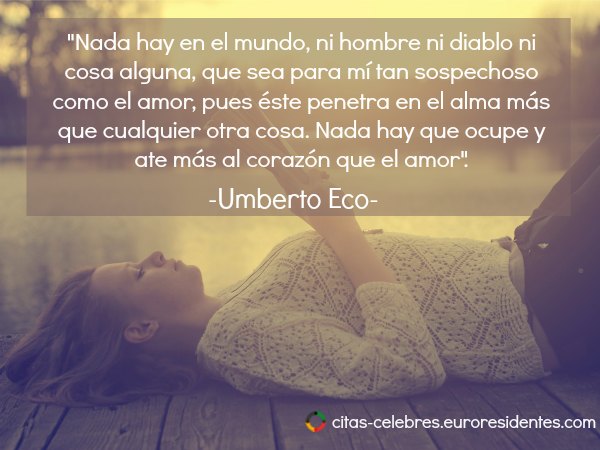 "Nada hay en el mundo, ni hombre ni diablo ni
cosa alguna, que sea para mí tan sospechoso
como el amor, pues éste penetra en el alma más
que cualquier otra cosa. Nada hay que ocupe y
ate más al corazón que el amor".
-Umberto Eco-
citas-celebres.euroresidentes.com